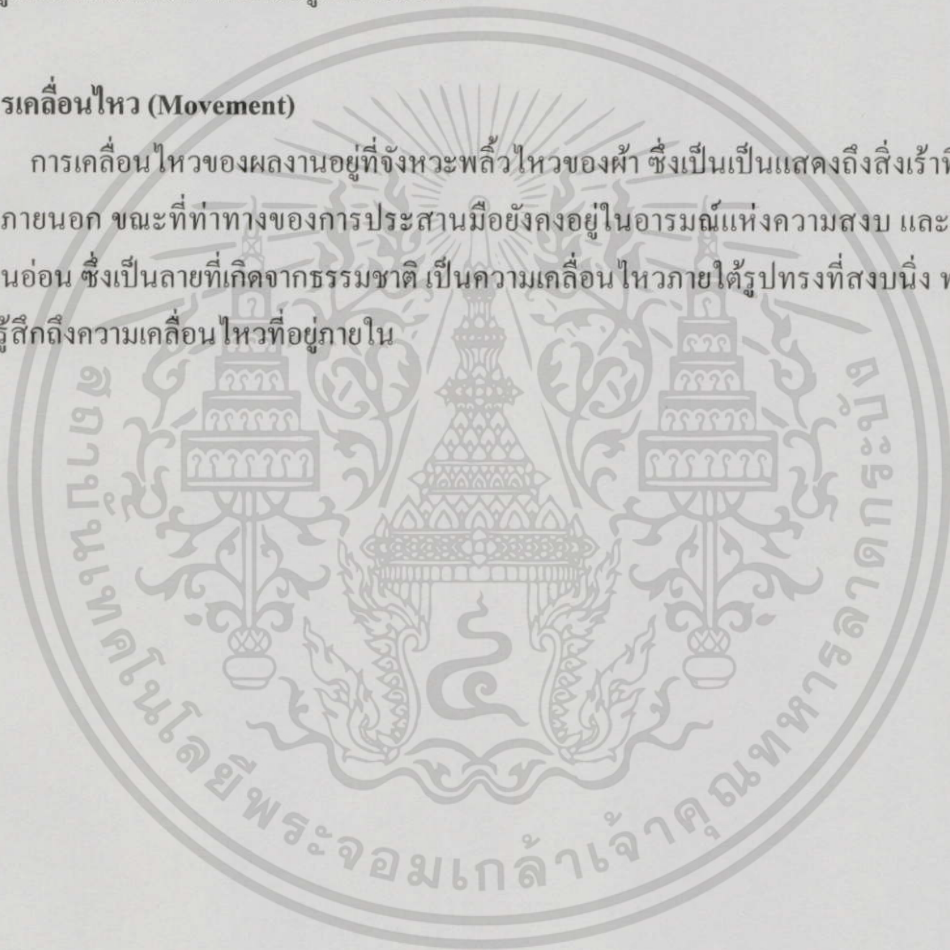 รเคลื่อนไหว (Movement)
การเคลื่อนไหวของผลงานอยู่ที่จังหวะพลิ้วไหวของผ้า ซึ่งเป็นเป็นแสดงถึงสิ่งเร้า
ภายนอก ขณะที่ท่าทางของการประสานมือยังคงอยู่ในอารมณ์แห่งความสงบ และ
นอ่อน ซึ่งเป็นลายที่เกิดจากธรรมชาติ เป็นความเคลื่อนไหวภายใต้รูปทรงที่สงบนิ่ง
รู้สึกถึงความเคลื่อนไหวที่อยู่ภายใน
สถาบันเทคโนโลยีพระจอมเกล้าเจ้าคุณทหารลาดกระบัง
๔